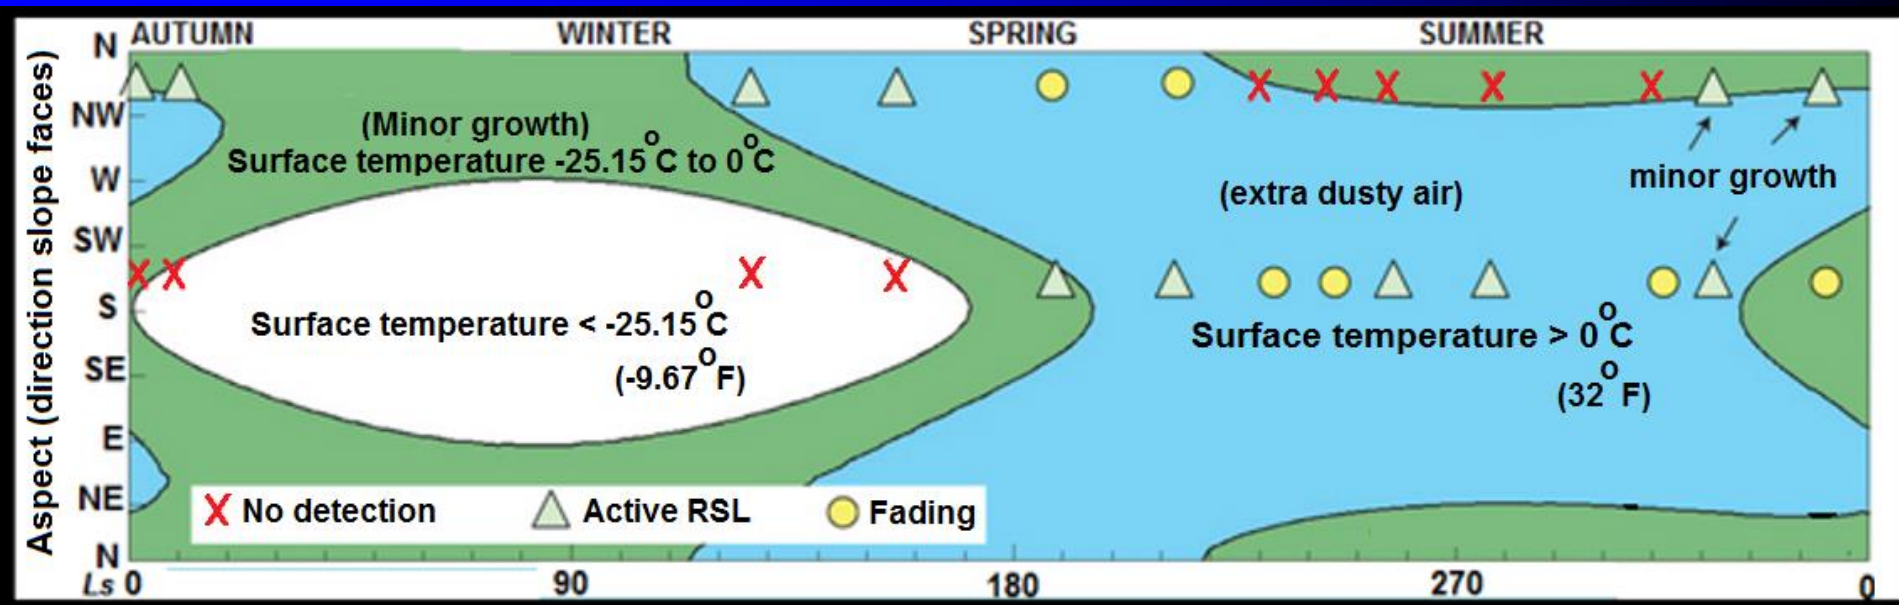 AUTUMN WINTER SPRING SUMMER
Aspect (direction slope faces)
N
NW
W
SW
S
SE
E
NE
N
(Minor growth)
Surface temperature -25.15°C to 0°C
(extra dusty air)
minor growth
Surface temperature < -25.15°C
(-9.67°F)
Surface temperature > 0°C
(32°F)
X No detection Active RSL Fading
Ls 0 90 180 270 0